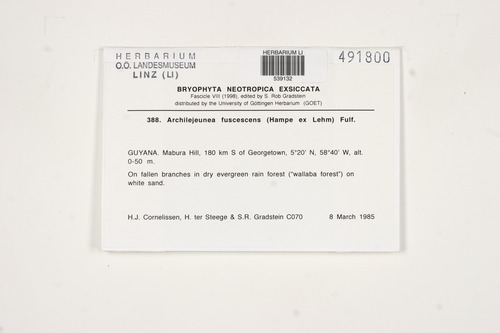 HERBARIUM
O.Ö. LANDESMUSEUM
LINZ (LI)
HERBARIUM LI
539132
491800
BRYOPHYTA NEOTROPICA EXSICCATA
Fascicle VIII (1998), edited by S. Rob Gradstein
distributed by the University of Göttingen Herbarium (GOET)
388. Archilejeunea fuscescens (Hampe ex Lehm) Fulf.
GUYANA. Mabura Hill, 180 km S of Georgetown, 5°20' N, 58°40' W, alt.
0-50 m.
On fallen branches in dry evergreen rain forest ("wallaba forest") on
white sand.
H.J. Cornelissen, H. ter Steege & S.R. Gradstein C070 8 March 1985